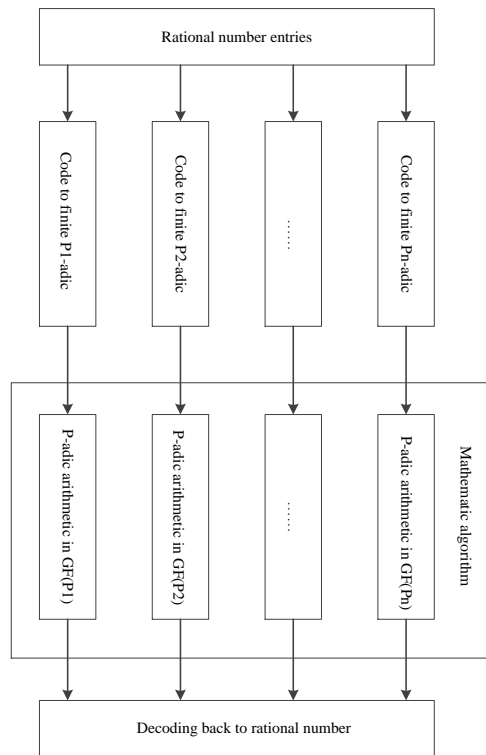 Rational number entries
Code to finite P1-adic
Code to finite P2-adic
......
Code to finite Pn-adic
P-adic arithmetic in GF(P1)
P-adic arithmetic in GF(P2)
......
P-adic arithmetic in GF(Pn)
Mathematic algorithm
Decoding back to rational number